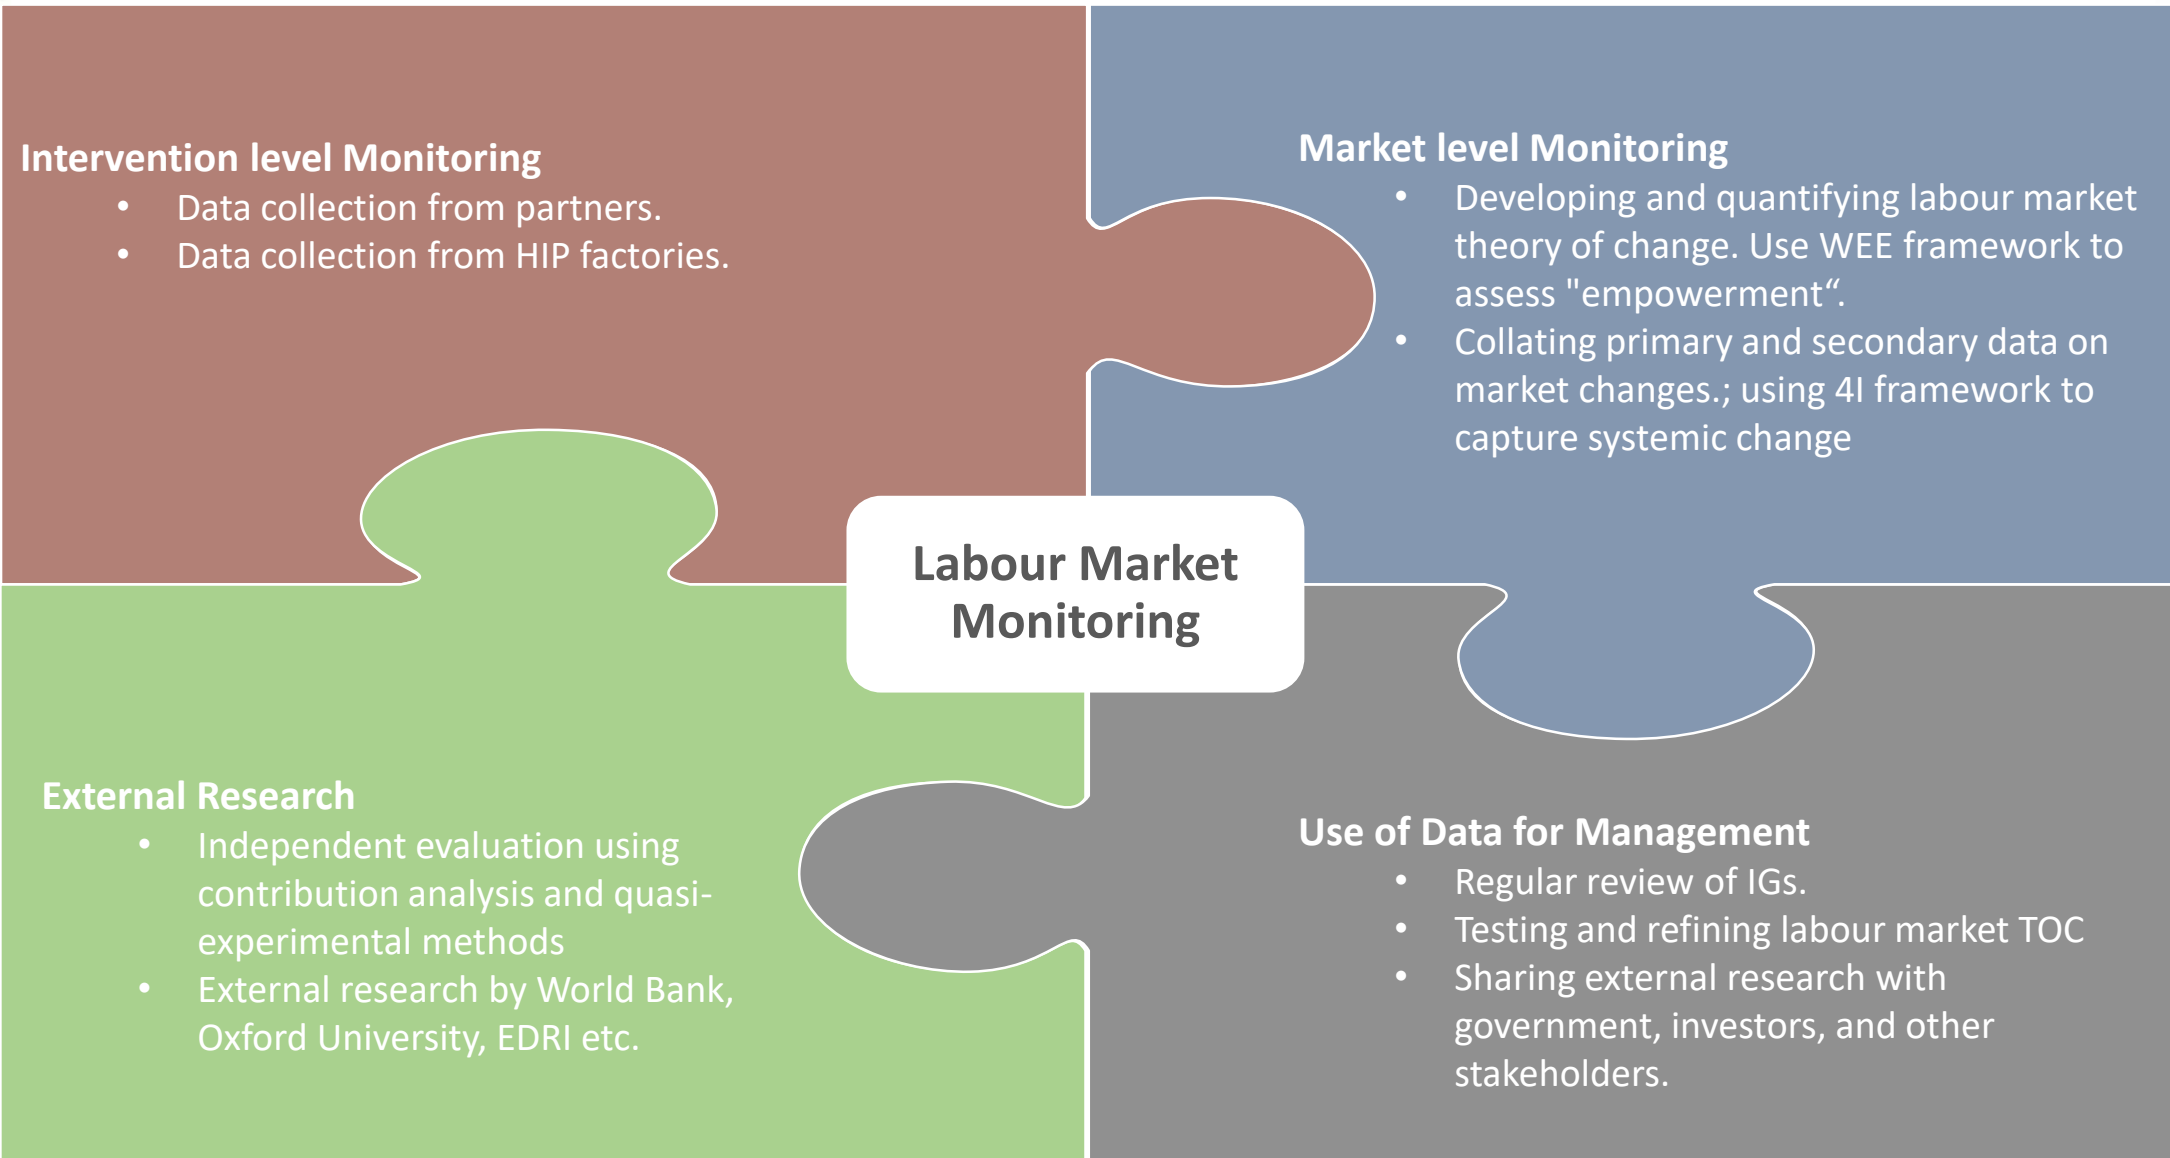 Intervention level Monitoring
• Data collection from partners.
• Data collection from HIP factories.
Market level Monitoring
• Developing and quantifying labour market
theory of change. Use WEE framework to
assess "empowerment“.
• Collating primary and secondary data on
market changes.; using 4I framework to
capture systemic change
Labour Market
Monitoring
External Research
• Independent evaluation using
contribution analysis and quasi-
experimental methods
• External research by World Bank,
Oxford University, EDRI etc.
Use of Data for Management
• Regular review of IGs.
• Testing and refining labour market TOC
• Sharing external research with
government, investors, and other
stakeholders.